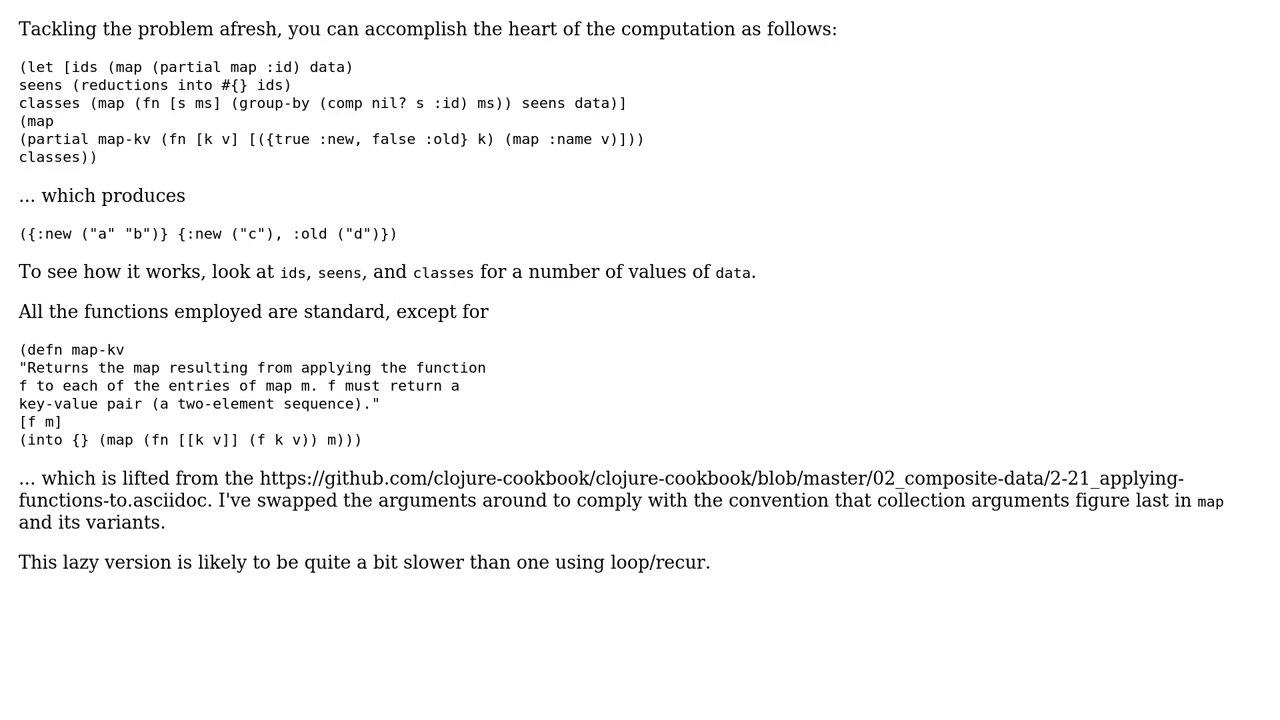 Tackling the problem afresh, you can accomplish the heart of the computation as follows:
(let [ids (map (partial map :id) data)
seens (reductions into #{} ids)
classes (map (fn [s ms] (group-by (comp nil? s :id) ms)) seens data)]
(map
(partial map-kv (fn [k v] [({true :new, false :old} k) (map :name v)]))
classes))
... which produces
({:new ("a" "b")} {:new ("c"), :old ("d")})
To see how it works, look at ids, seens, and classes for a number of values of data.
All the functions employed are standard, except for
(defn map-kv
"Returns the map resulting from applying the function
f to each of the entries of map m. f must return a
key-value pair (a two-element sequence)."
[f m]
(into {} (map (fn [[k v]] (f k v)) m)))
... which is lifted from the https://github.com/clojure-cookbook/clojure-cookbook/blob/master/02_composite-data/2-21_applying-
functions-to.asciidoc. I've swapped the arguments around to comply with the convention that collection arguments figure last in map
and its variants.
This lazy version is likely to be quite a bit slower than one using loop/recur.